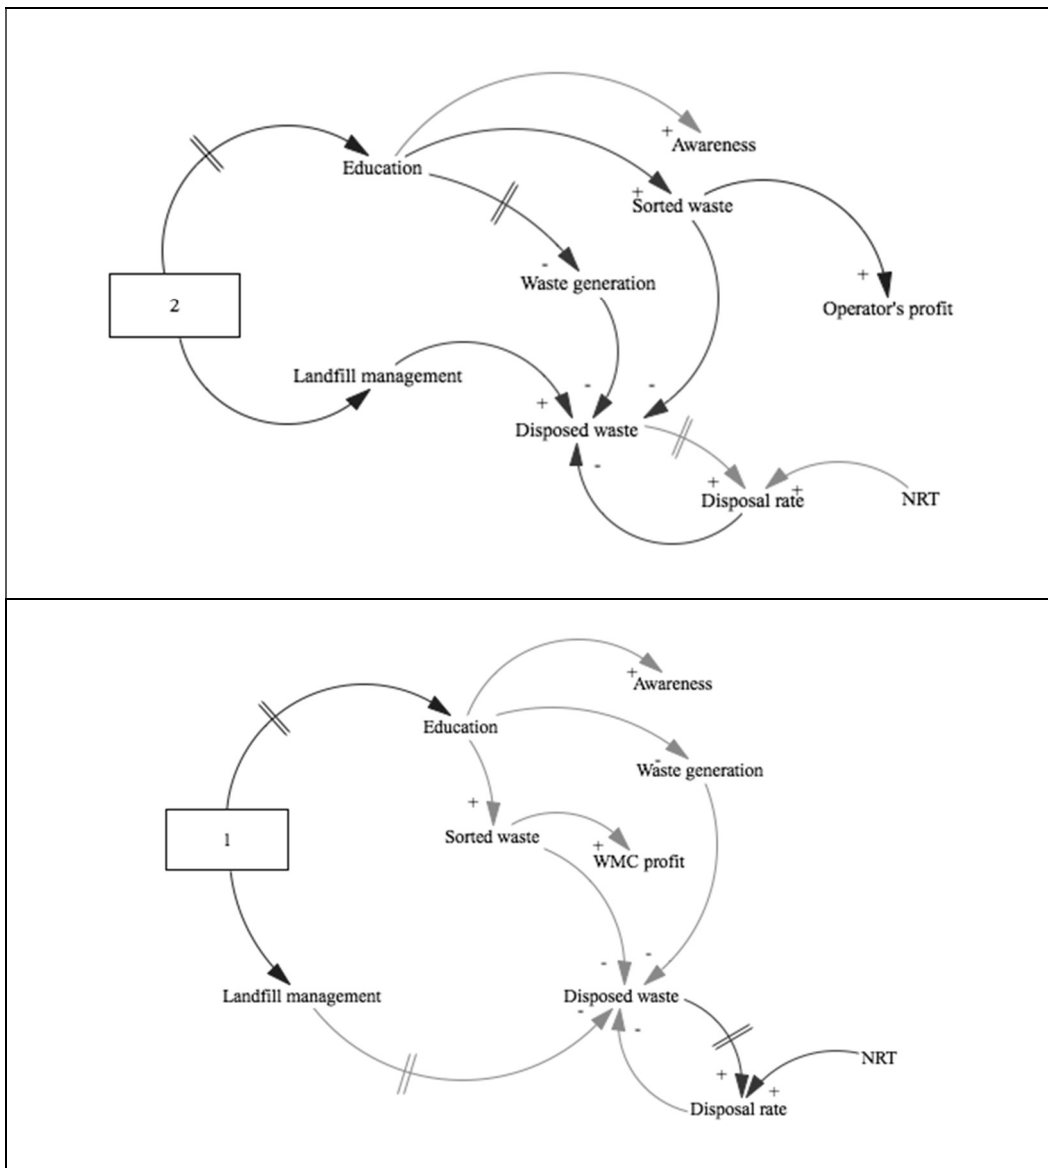 +
Awareness
Education
+
Sorted waste
-
Waste generation
+
Operator's profit
2
Landfill management
-
-
+
Disposed waste
-
+
+
Disposal rate
NRT
+
Awareness
Education
-
Waste generation
+
Sorted waste
+
WMC profit
1
-
-
Landfill management
Disposed waste
-
-
NRT
+
+
Disposal rate